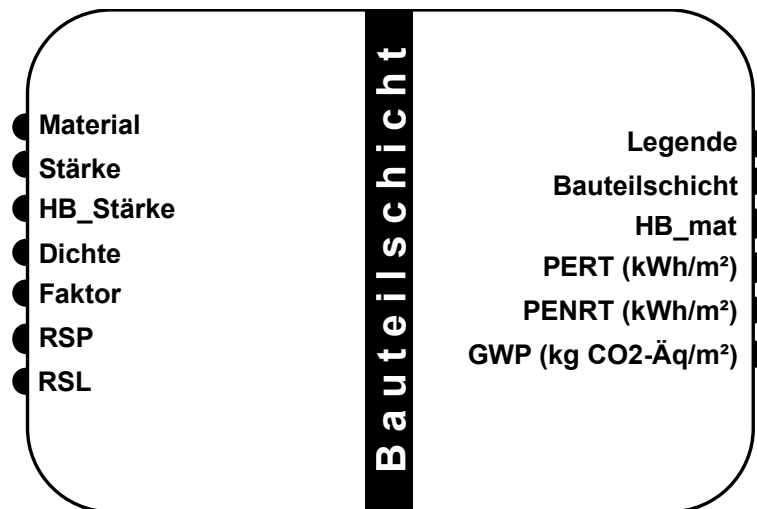 Material
Stärke
HB_Stärke
Dichte
Faktor
RSP
RSL
Bauteilschicht
Legende
Bauteilschicht
HB_mat
PERT (kWh/m²)
PENRT (kWh/m²)
GWP (kg CO2-Äq/m²)